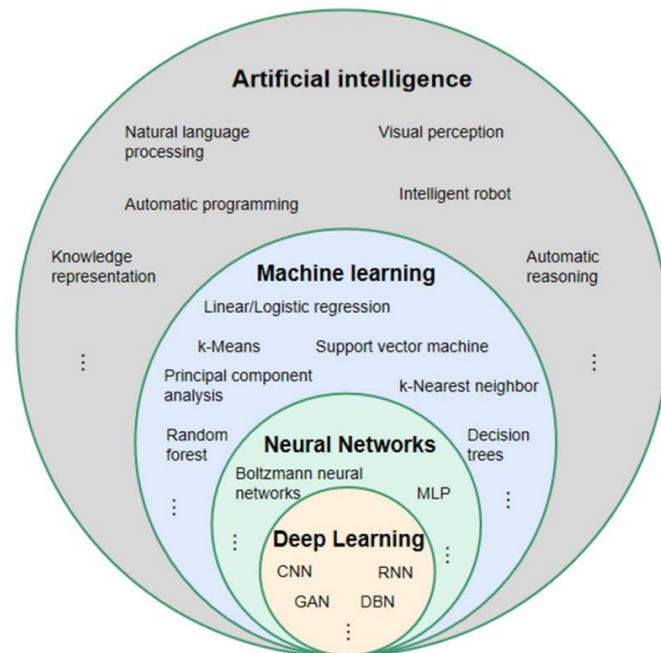 Artificial intelligence
Natural language
processing
Visual perception
Automatic programming
Intelligent robot
Knowledge
representation
Automatic
reasoning
Machine learning
Linear/Logistic regression
k-Means
Support vector machine
Principal component
analysis
k-Nearest neighbor
Random
forest
Decision
trees
Neural Networks
Boltzmann neural
networks
MLP
Deep Learning
CNN
RNN
GAN
DBN